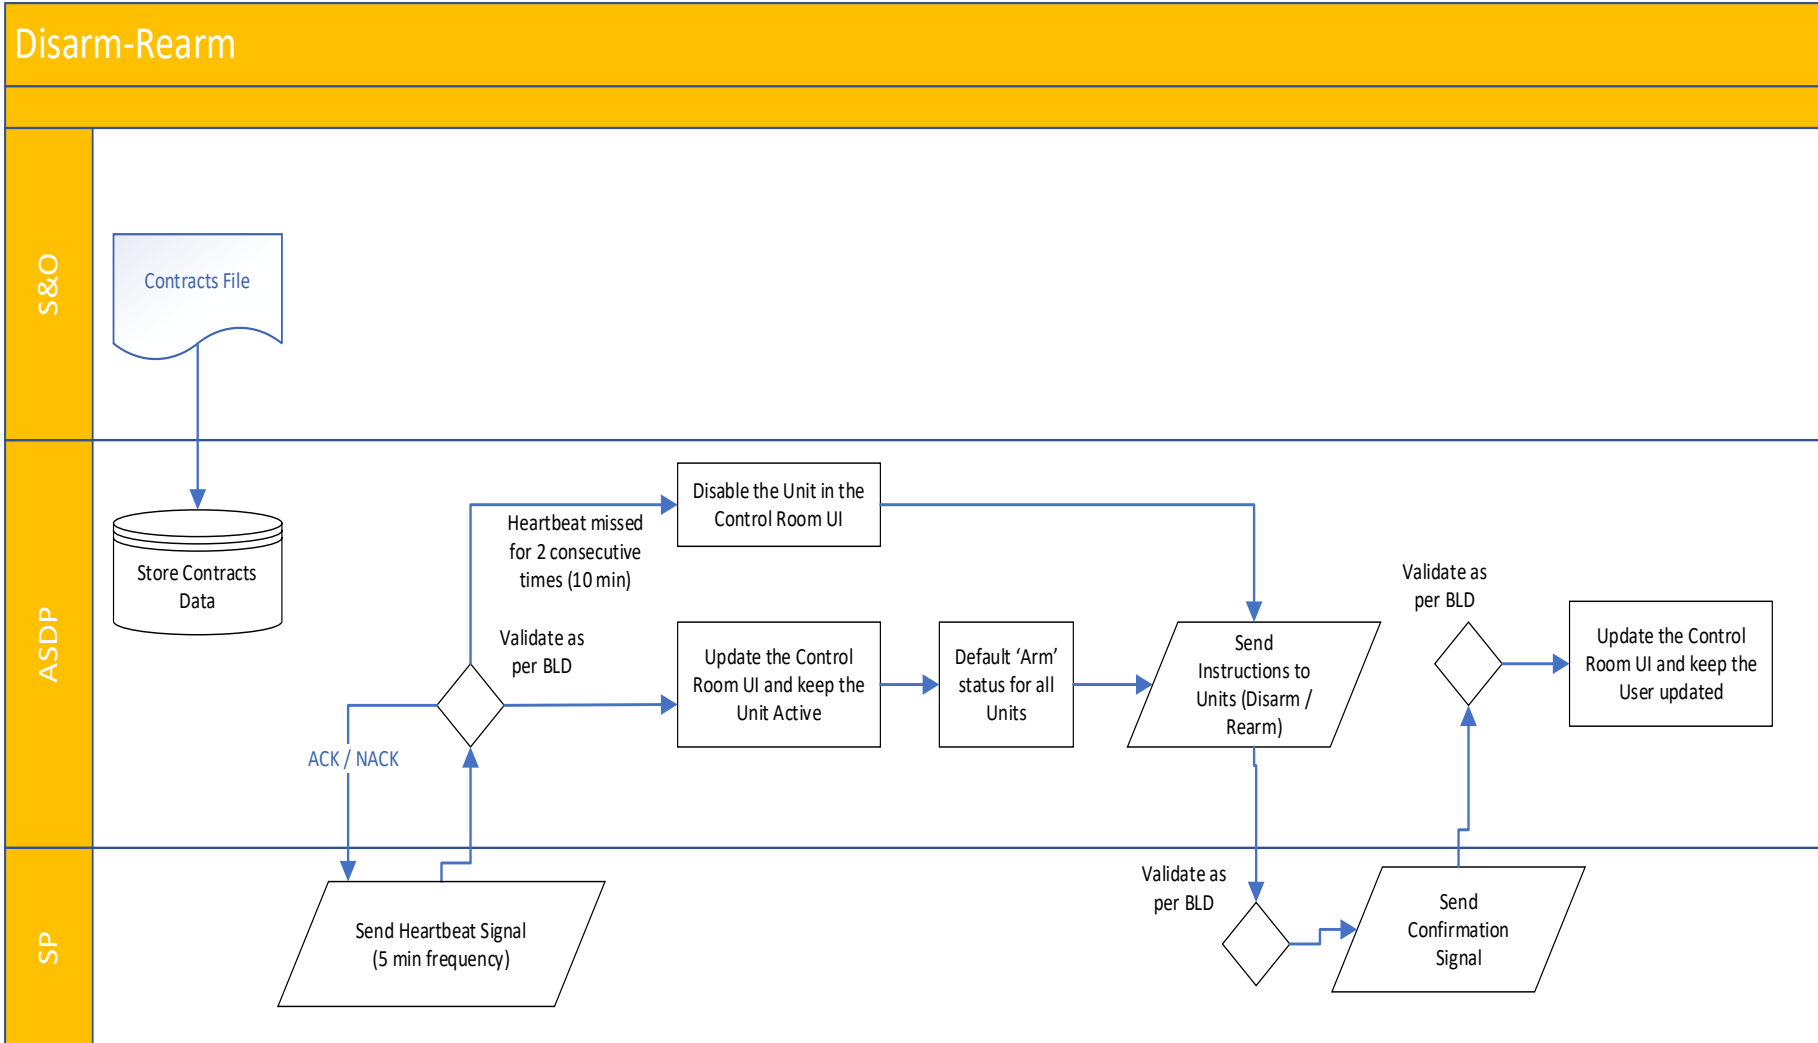 Disarm-Rearm
S&O
Contracts File
ASDP
Store Contracts
Data
Heartbeat missed
for 2 consecutive
times (10 min)
Disable the Unit in the
Control Room UI
Validate as
per BLD
Update the Control
Room UI and keep the
Unit Active
Default ‘Arm’
status for all
Units
Send
Instructions to
Units (Disarm /
Rearm)
Validate as
per BLD
Update the Control
Room UI and keep the
User updated
ACK / NACK
SP
Send Heartbeat Signal
(5 min frequency)
Validate as
per BLD
Send
Confirmation
Signal